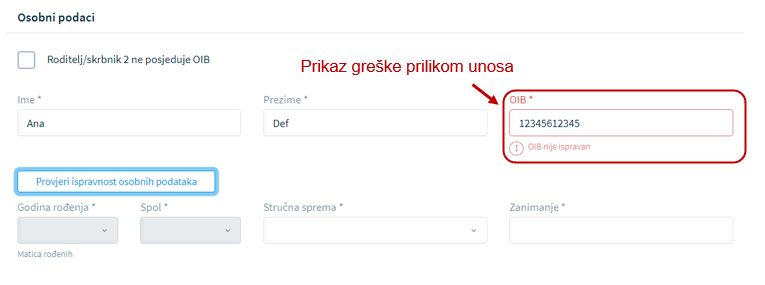 Osobni podaci
Roditelj/skrbnik 2 ne posjeduje OIB
Prikaz greške prilikom unosa
Ime * Prezime * OIB *
Ana Def 12345612345
OIB nije ispravan
Provjeri ispravnost osobnih podataka
Godina rođenja * Spol * Stručna sprema * Zanimanje *
Matica rođenih